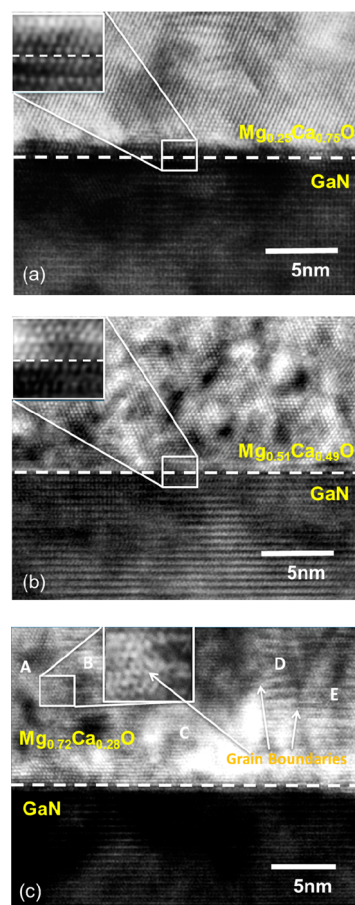 Mg0.25Ca0.75O
GaN
5nm
(a)
Mg0.51Ca0.49O
GaN
5nm
(b)
A
B
D
E
C
Mg0.72Ca0.28O
Grain Boundaries
GaN
5nm
(c)